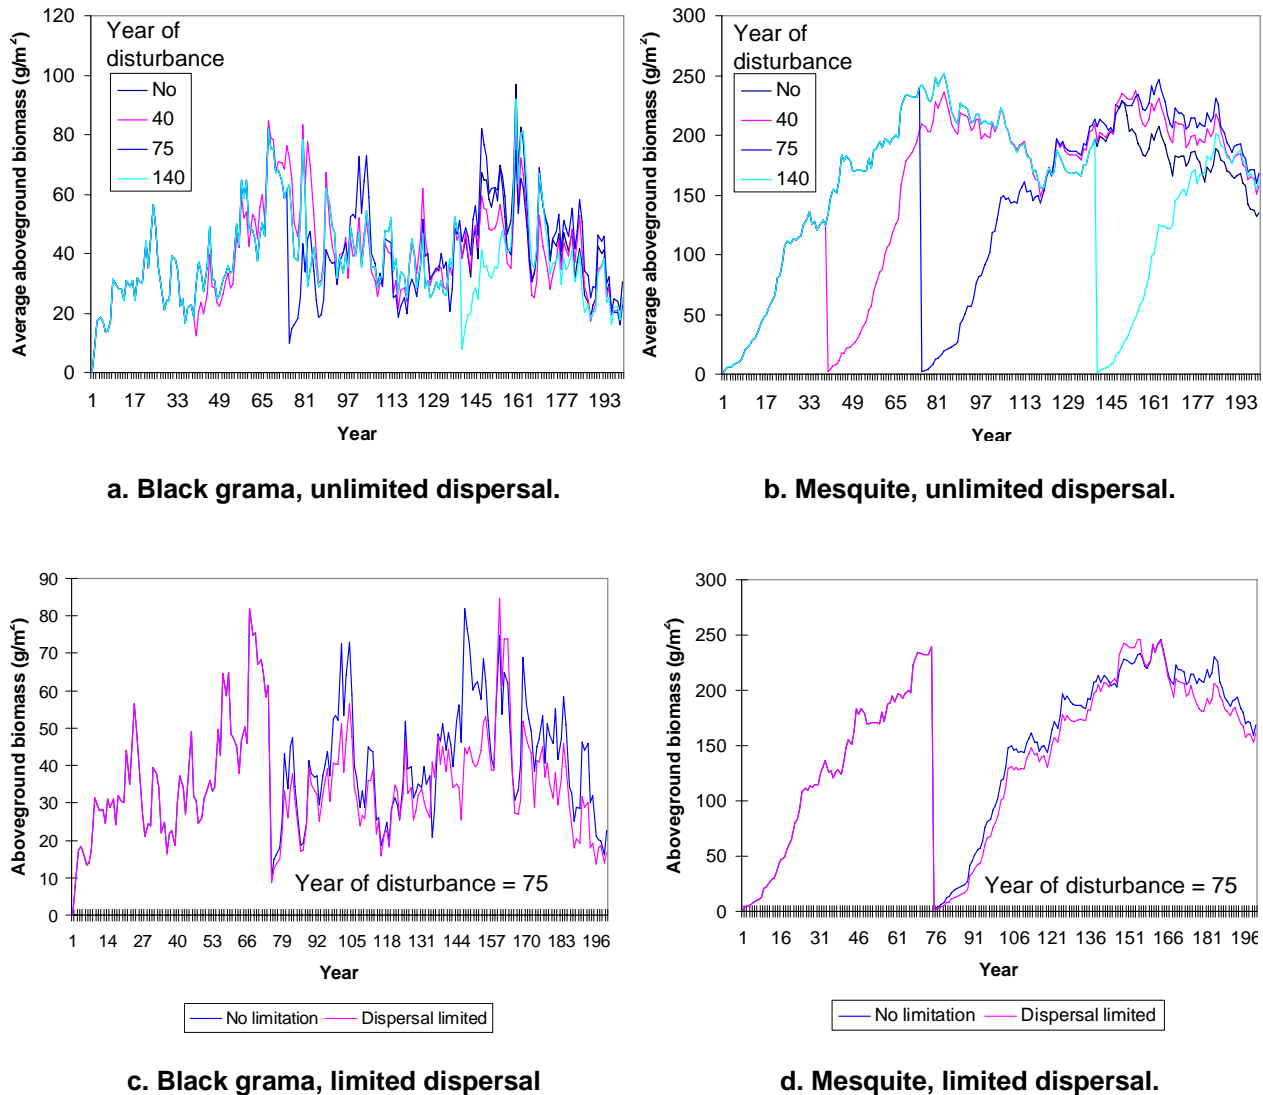 Year of
disturbance
No
40
75
140
Average aboveground biomass (g/m²)
120
100
80
60
40
20
0
1 17 33 49 65 81 97 113 129 145 161 177 193
Year
a. Black grama, unlimited dispersal.
Year of
disturbance
No
40
75
140
Average aboveground biomass (g/m²)
300
250
200
150
100
50
0
1 17 33 49 65 81 97 113 129 145 161 177 193
Year
b. Mesquite, unlimited dispersal.
Aboveground biomass (g/m²)
90
80
70
60
50
40
30
20
10
0
Year of disturbance = 75
1 14 27 40 53 66 79 92 105 118 131 144 157 170 183 196
Year
No limitation Dispersal limited
c. Black grama, limited dispersal
Aboveground biomass (g/m²)
300
250
200
150
100
50
0
Year of disturbance = 75
1 16 31 46 61 76 91 106 121 136 151 166 181 196
Year
No limitation Dispersal limited
d. Mesquite, limited dispersal.